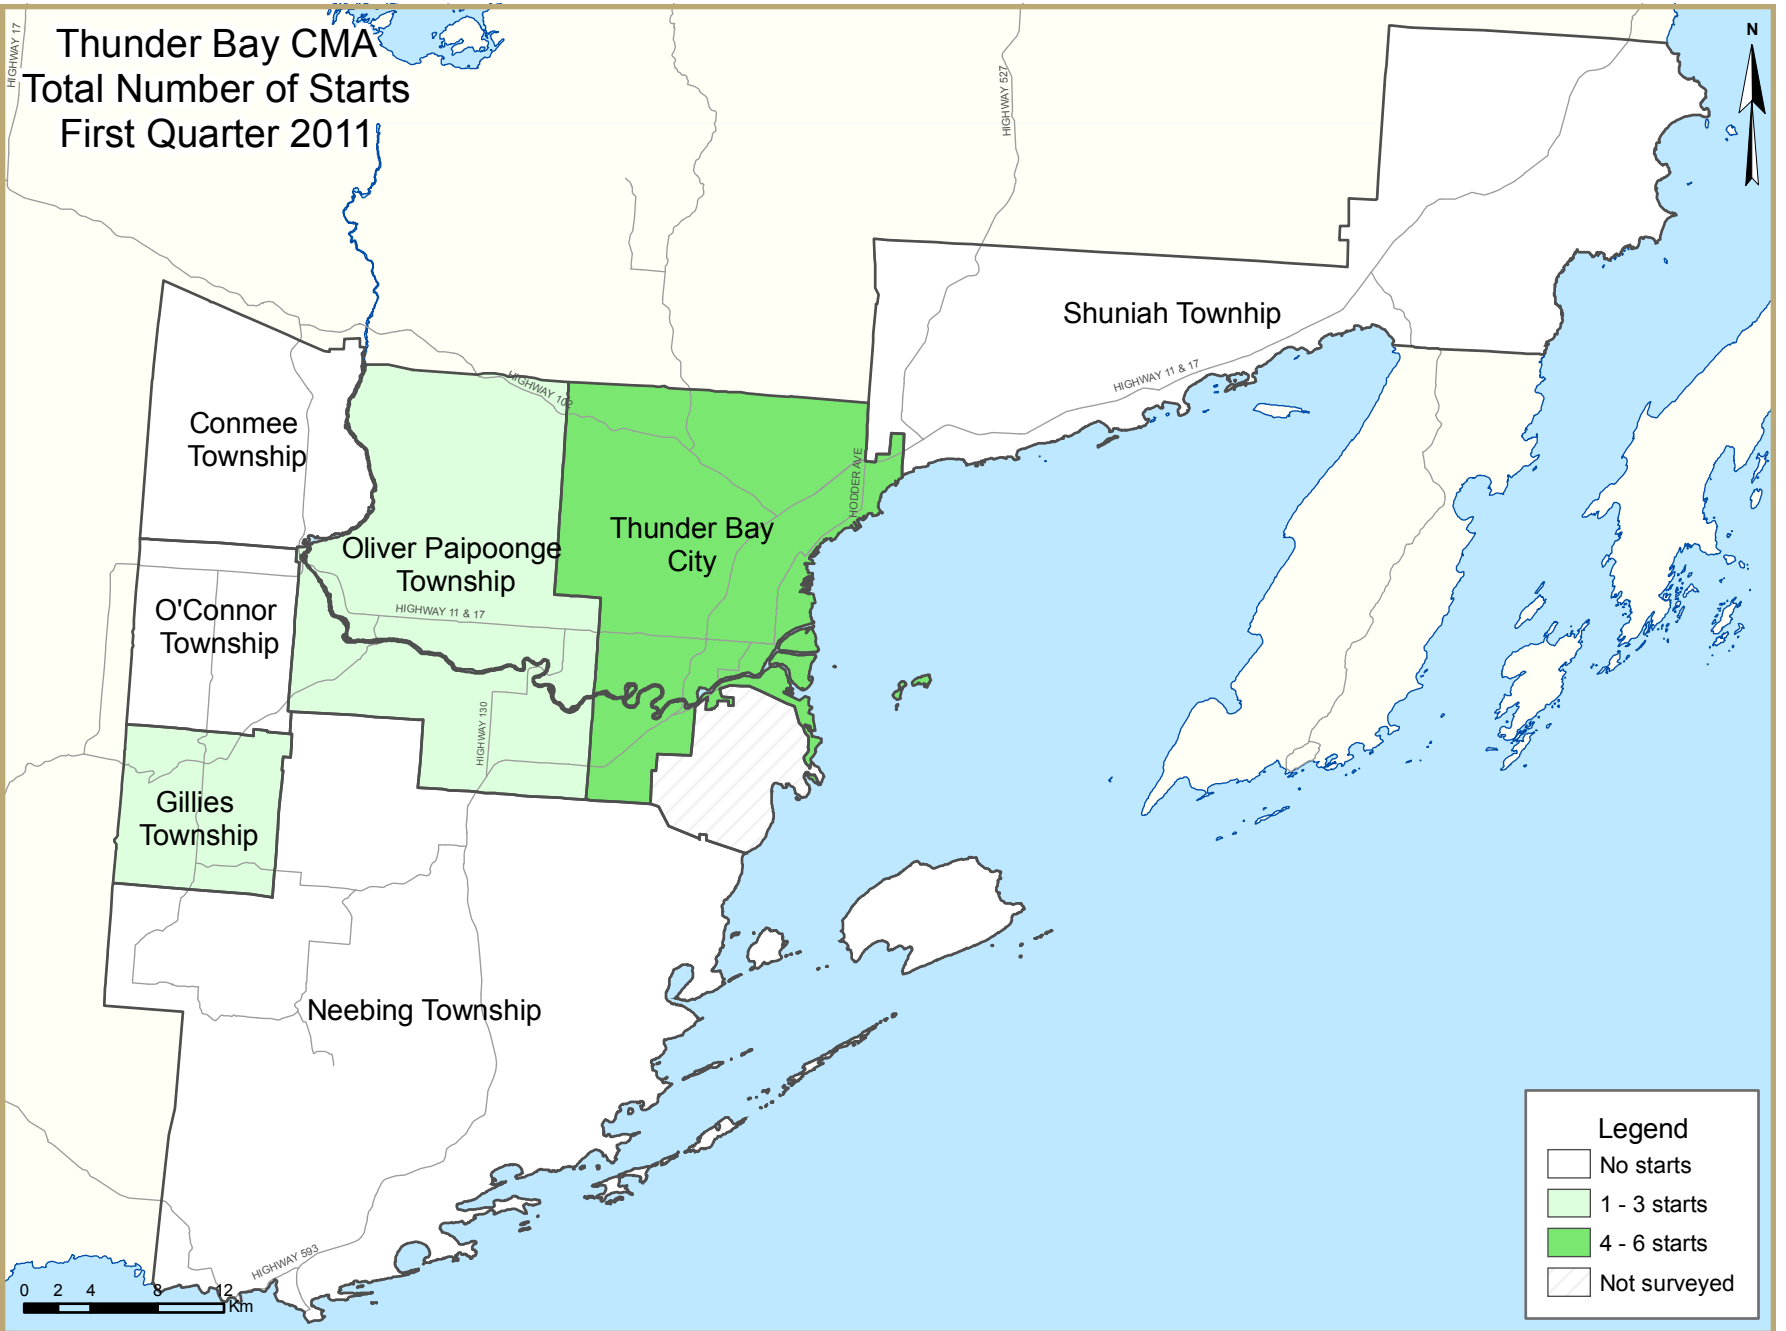 Thunder Bay CMA
Total Number of Starts
First Quarter 2011
HIGHWAY 17
HIGHWAY 527
N
Shuniah Townhip
HIGHWAY 11 & 17
HIGHWAY 102
Conmee
Township
HODDER AVE
Thunder Bay
City
Oliver Paipoonge
Township
HIGHWAY 11 & 17
O'Connor
Township
HIGHWAY 130
Gillies
Township
Neebing Township
HIGHWAY 593
0 2 4 8 12
Km
Legend
No starts
1 - 3 starts
4 - 6 starts
Not surveyed